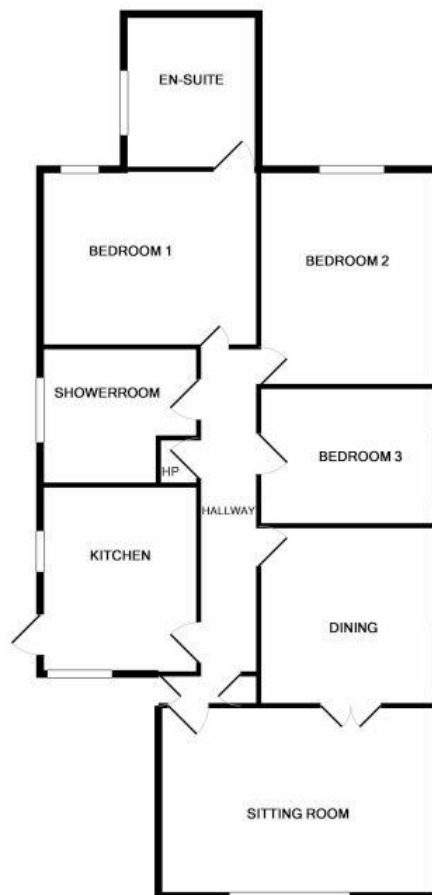 EN-SUITE
BEDROOM 1
BEDROOM 2
SHOWERROOM
BEDROOM 3
HP
HALLWAY
KITCHEN
DINING
SITTING ROOM